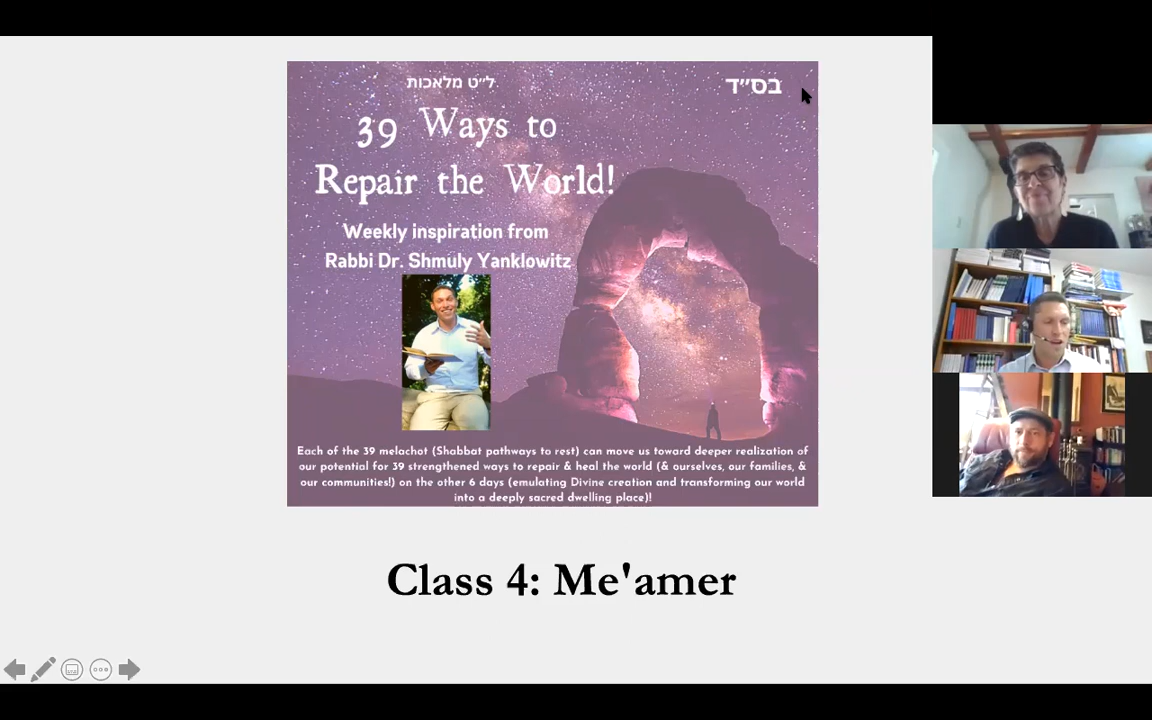 ל״ט מלאכות
בס״ד
39 Ways to
Repair the World!
Weekly inspiration from
Rabbi Dr. Shmuly Yanklowitz
Each of the 39 melachot (Shabbat pathways to rest) can move us toward deeper realization of
our potential for 39 strengthened ways to repair & heal the world (& ourselves, our families, &
our communities!) on the other 6 days (emulating Divine creation and transforming our world
into a deeply sacred dwelling place)!
Class 4: Me'amer